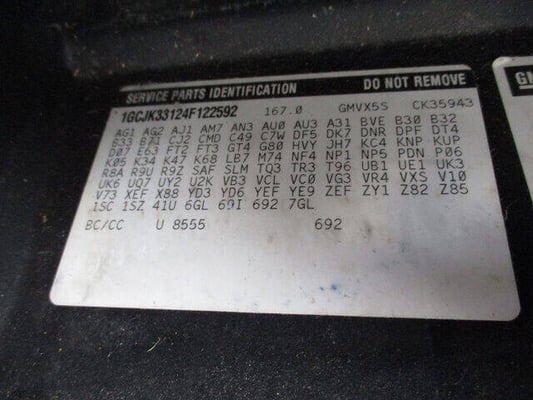 SERVICE PARTS IDENTIFICATION DO NOT REMOVE
1GCJK33124F122592 167.0 GMVX5S CK35943
AG1 AG2 AJ1 AM7 AN3 AU0 AU3 A31 BVE B30 B32
B33 B71 CJ2 CMD C49 C7W DF5 DK7 DNR DPF DT4
D07 E63 FT2 FT3 GT4 G80 HVY JH7 KC4 KNP KUP
K05 K34 K47 K68 LB7 M74 NF4 NP1 NP5 PDN P06
R8A R9U R9Z SAF SLM TQ3 TR3 T96 UB1 UE1 UK3
UK6 UQ7 UY2 U2K VB3 VCL VC0 VG3 VR4 VXS V10
V73 XEF X88 YD3 YD6 YEF YE9 ZEF ZY1 Z82 Z85
1SC 1SZ 41U 6GL 69I 692 7GL
BC/CC U 8555 692
GM